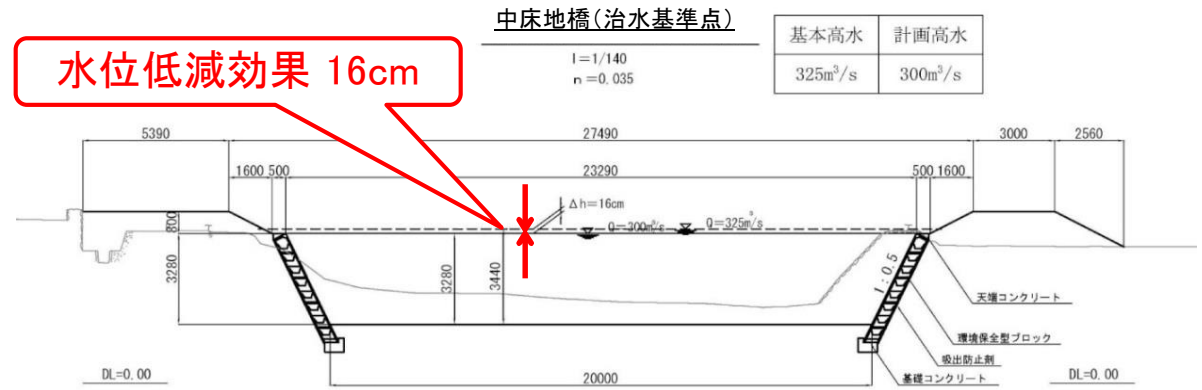 中床地橋(治水基準点)
I=1/140
n=0.035
基本高水 計画高水
325m³/s 300m³/s
水位低減効果 16cm
5390 27490 3000 2560
1600 500 23290 500 1600
Δh=16cm
Q=300m³/s Q=325m³/s
800
3280 3280 3440
1:0.5
天端コンクリート
環境保全型ブロック
吸出防止剤
基礎コンクリート
DL=0.00 20000 DL=0.00